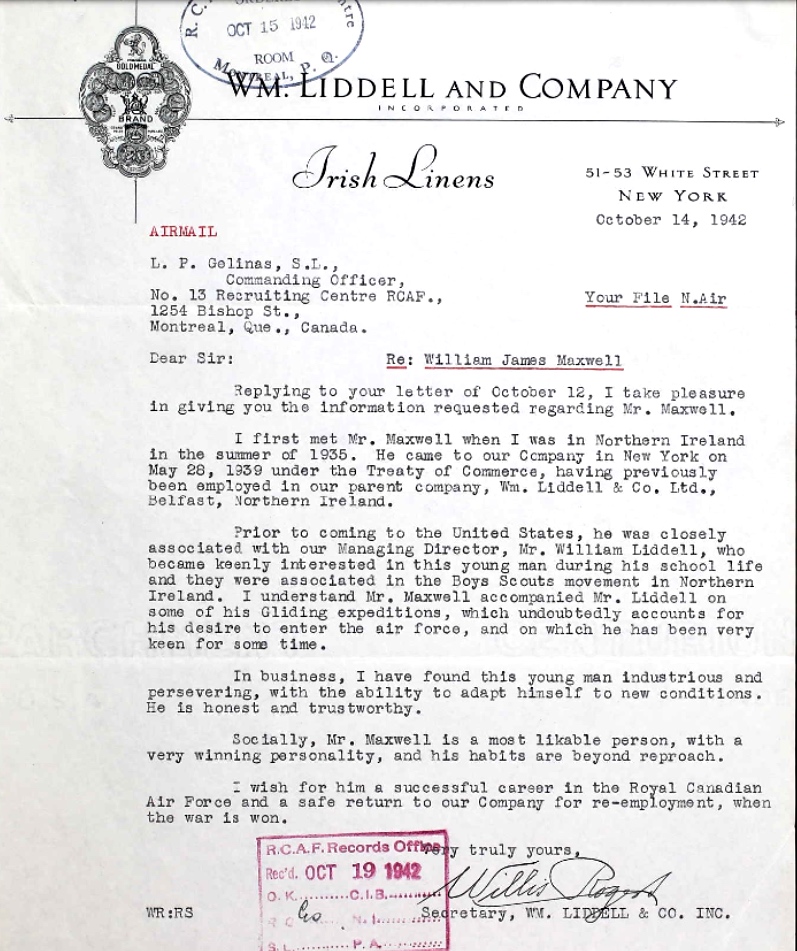 R. C.
OCT 15 1942
ROOM
MONTREAL, P. Q.
GOLD MEDAL
BRAND
WM. LIDDELL AND COMPANY
INCORPORATED
Irish Linens
51-53 WHITE STREET
NEW YORK
October 14, 1942
AIRMAIL
L. P. Gelinas, S.L.,
Commanding Officer,
No. 13 Recruiting Centre RCAF.,
1254 Bishop St.,
Montreal, Que., Canada.
Your File N.Air
Dear Sir: Re: William James Maxwell
Replying to your letter of October 12, I take pleasure
in giving you the information requested regarding Mr. Maxwell.
I first met Mr. Maxwell when I was in Northern Ireland
in the summer of 1935. He came to our Company in New York on
May 28, 1939 under the Treaty of Commerce, having previously
been employed in our parent company, Wm. Liddell & Co. Ltd.,
Belfast, Northern Ireland.
Prior to coming to the United States, he was closely
associated with our Managing Director, Mr. William Liddell, who
became keenly interested in this young man during his school life
and they were associated in the Boys Scouts movement in Northern
Ireland. I understand Mr. Maxwell accompanied Mr. Liddell on
some of his Gliding expeditions, which undoubtedly accounts for
his desire to enter the air force, and on which he has been very
keen for some time.
In business, I have found this young man industrious and
persevering, with the ability to adapt himself to new conditions.
He is honest and trustworthy.
Socially, Mr. Maxwell is a most likable person, with a
very winning personality, and his habits are beyond reproach.
I wish for him a successful career in the Royal Canadian
Air Force and a safe return to our Company for re-employment, when
the war is won.
Very truly yours,
Willis Rogers
WR:RS Secretary, WM. LIDDELL & CO. INC.
R.C.A.F. Records Office
Rec'd. OCT 19 1942
O.K. C.I.B.
N.I.
S.L. P.A.